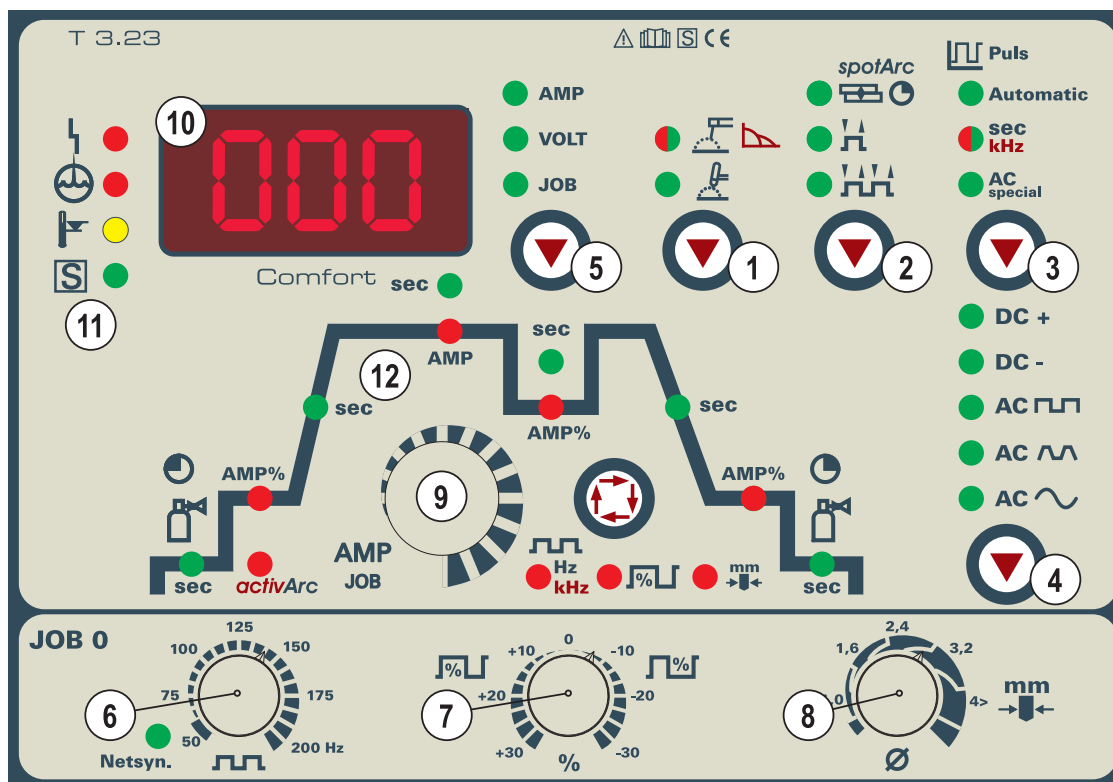 T 3.23
S CE
Puls
spotArc
10
000
AMP
Automatic
VOLT
sec
kHz
JOB
AC
special
S
Comfort
sec
5
1
2
3
11
DC +
sec
AMP
12
DC -
sec
AMP%
sec
AC
AMP%
AMP%
AC
9
AC
AMP
JOB
Hz
kHz
%
mm
sec
activArc
sec
4
JOB 0
125
100
150
75
175
50
200 Hz
6
Netsyn.
%
0
%
+10
-10
+20
-20
+30
-30
7
%
2,4
1,6
3,2
0
4>
mm
8
Ø